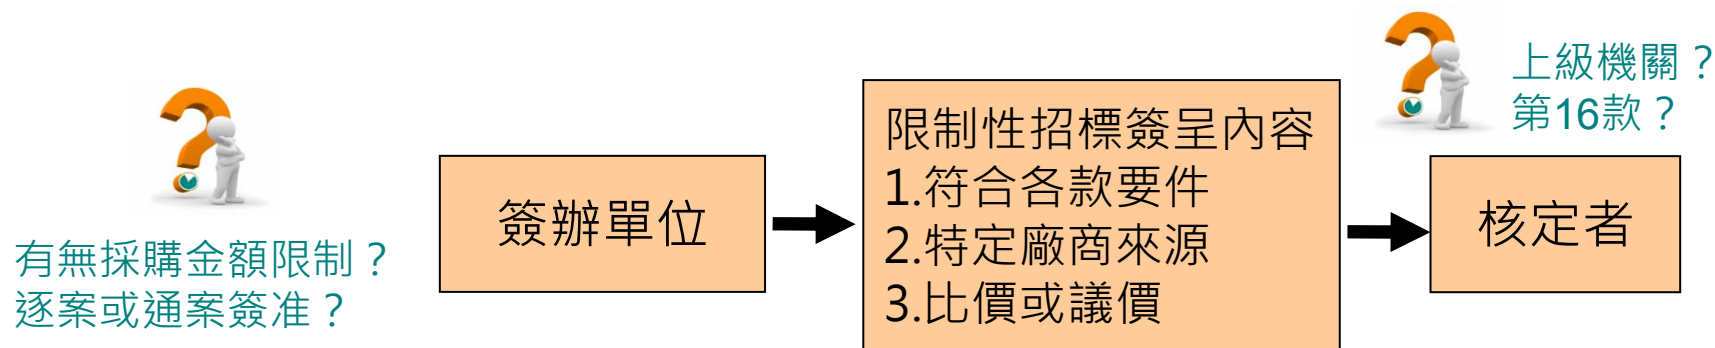 有無採購金額限制？
逐案或通案簽准？
簽辦單位
限制性招標簽呈內容
1.符合各款要件
2.特定廠商來源
3.比價或議價
上級機關？
第16款？
核定者